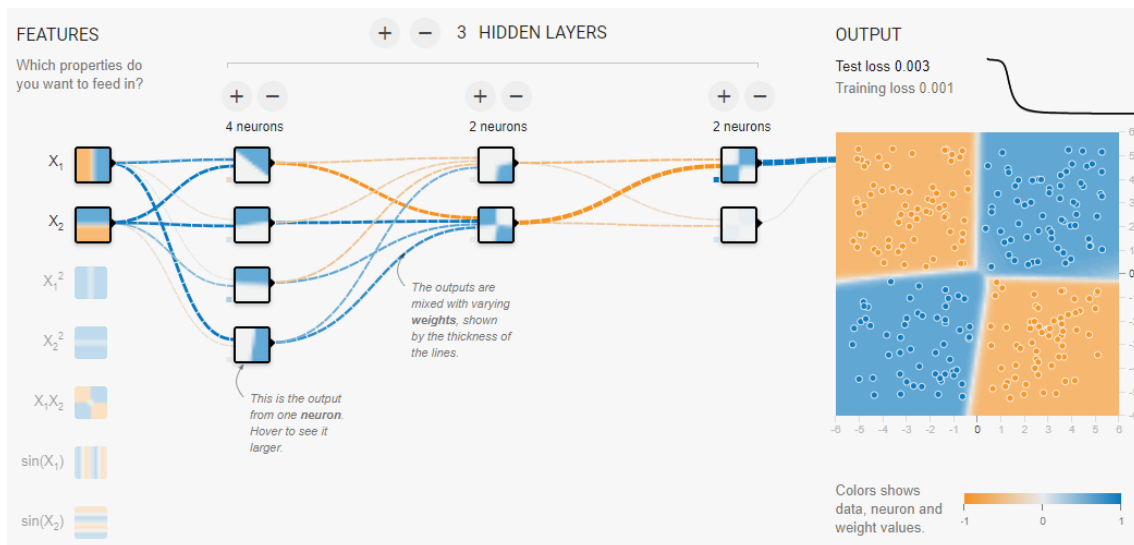 FEATURES
Which properties do
you want to feed in?
+ − 3 HIDDEN LAYERS
+ −
4 neurons
+ −
2 neurons
+ −
2 neurons
X₁
X₂
X₁²
X₂²
X₁X₂
sin(X₁)
sin(X₂)
The outputs are
mixed with varying
weights, shown
by the thickness of
the lines.
This is the output
from one neuron.
Hover to see it
larger.
OUTPUT
Test loss 0.003
Training loss 0.001
6
5
4
3
2
1
0
-1
-2
-3
-4
-5
-6
-6 -5 -4 -3 -2 -1 0 1 2 3 4 5 6
Colors shows
data, neuron and
weight values.
-1 0 1